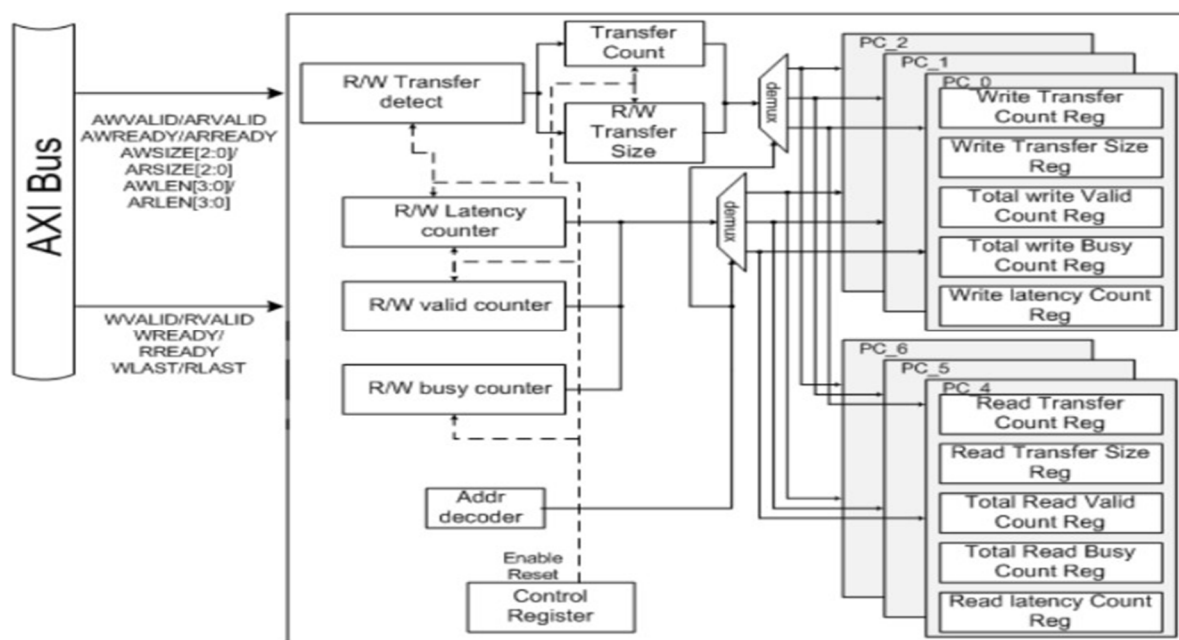 AXI Bus
AWVALID/ARVALID
AWREADY/ARREADY
AWSIZE[2:0]/
ARSIZE[2:0]
AWLEN[3:0]/
ARLEN[3:0]
WVALID/RVALID
WREADY/
RREADY
WLAST/RLAST
R/W Transfer
detect
Transfer
Count
R/W
Transfer
Size
R/W Latency
counter
R/W valid counter
R/W busy counter
Addr
decoder
Enable
Reset
Control
Register
demux
demux
PC_2
PC_1
PC_0
Write Transfer
Count Reg
Write Transfer Size
Reg
Total write Valid
Count Reg
Total write Busy
Count Reg
Write latency Count
Reg
PC_6
PC_5
PC_4
Read Transfer
Count Reg
Read Transfer Size
Reg
Total Read Valid
Count Reg
Total Read Busy
Count Reg
Read latency Count
Reg